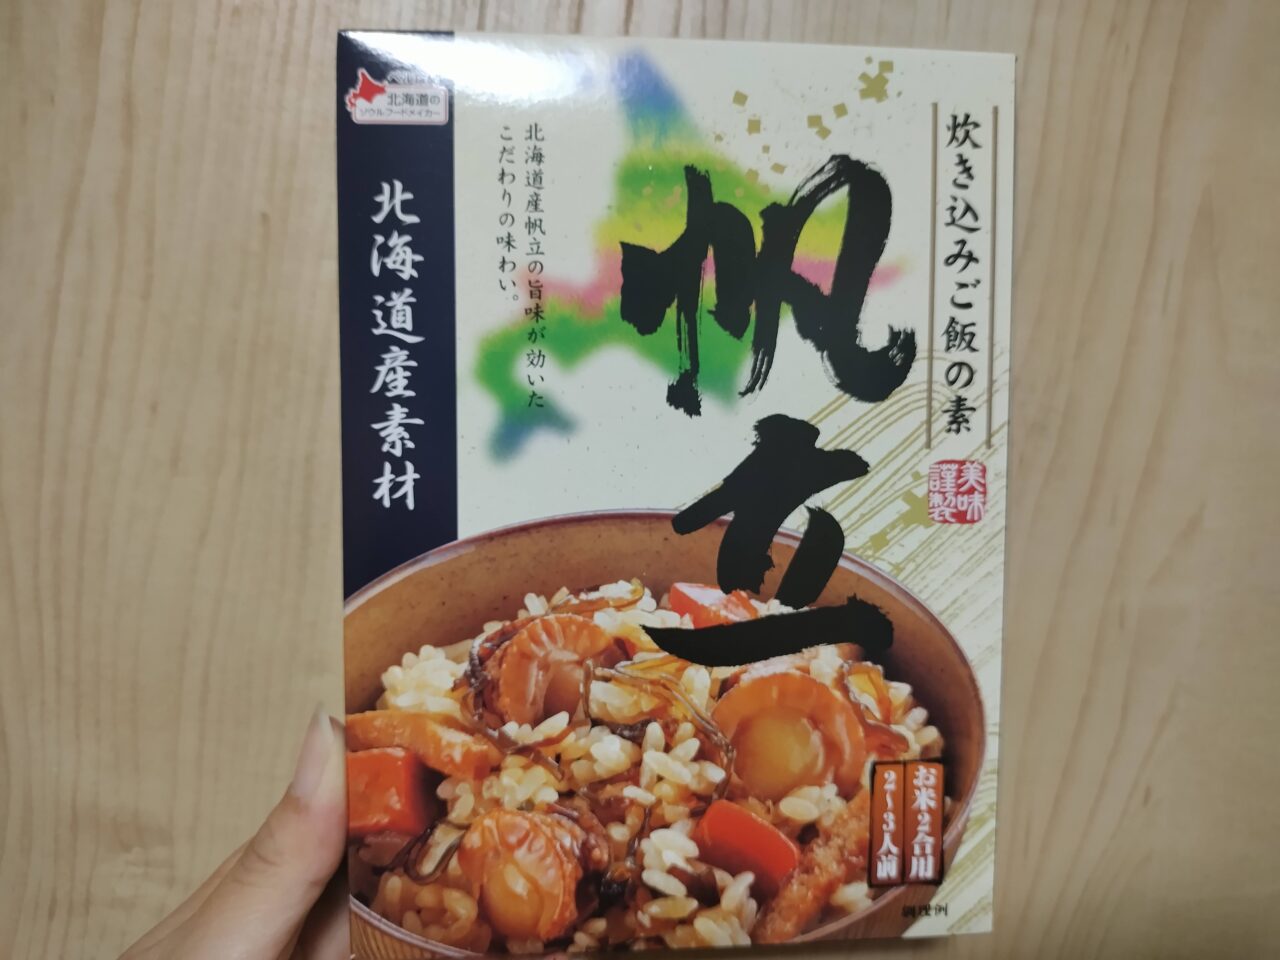 北海道の
ソウルフードメイカー
北海道産素材
北海道産帆立の旨味が効いた
こだわりの味わい。
帆立
炊き込みご飯の素
美味
謹製
お米2合用
2～3人前
調理例